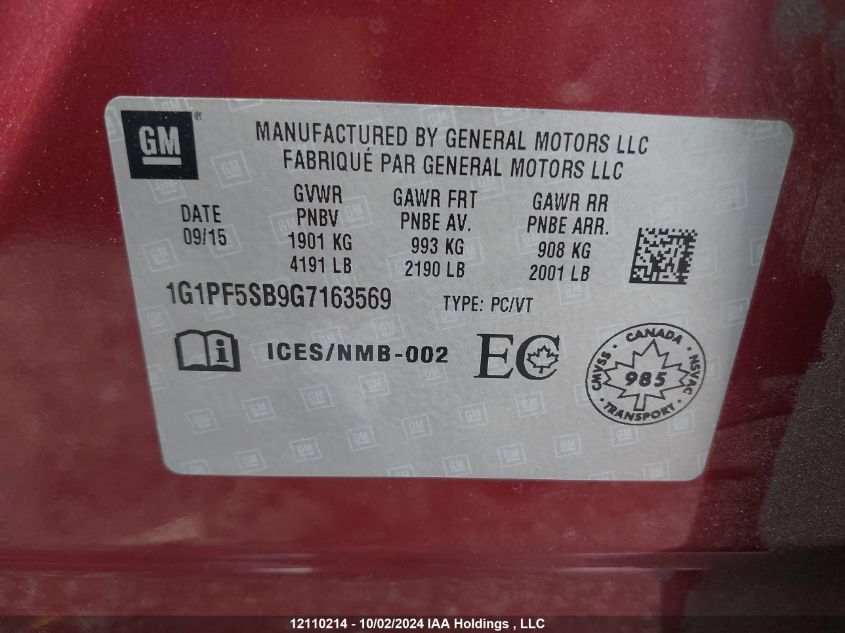 GM
MANUFACTURED BY GENERAL MOTORS LLC
FABRIQUÉ PAR GENERAL MOTORS LLC
DATE
09/15
GVWR
PNBV
1901 KG
4191 LB
GAWR FRT
PNBE AV.
993 KG
2190 LB
GAWR RR
PNBE ARR.
908 KG
2001 LB
1G1PF5SB9G7163569 TYPE: PC/VT
i ICES/NMB-002 EC
CMVSS • CANADA • NSVAC
985
• TRANSPORT •
12110214 - 10/02/2024 IAA Holdings , LLC